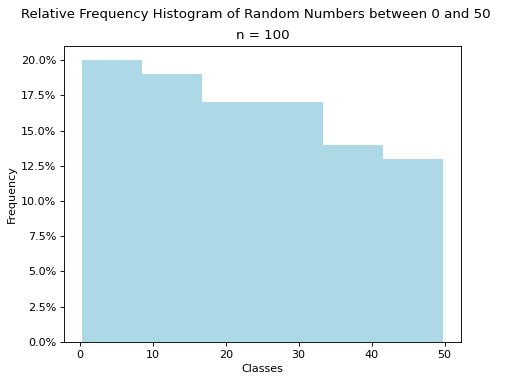 Relative Frequency Histogram of Random Numbers between 0 and 50
n = 100
20.0%
17.5%
15.0%
12.5%
10.0%
7.5%
5.0%
2.5%
0.0%
Frequency
0 10 20 30 40 50
Classes